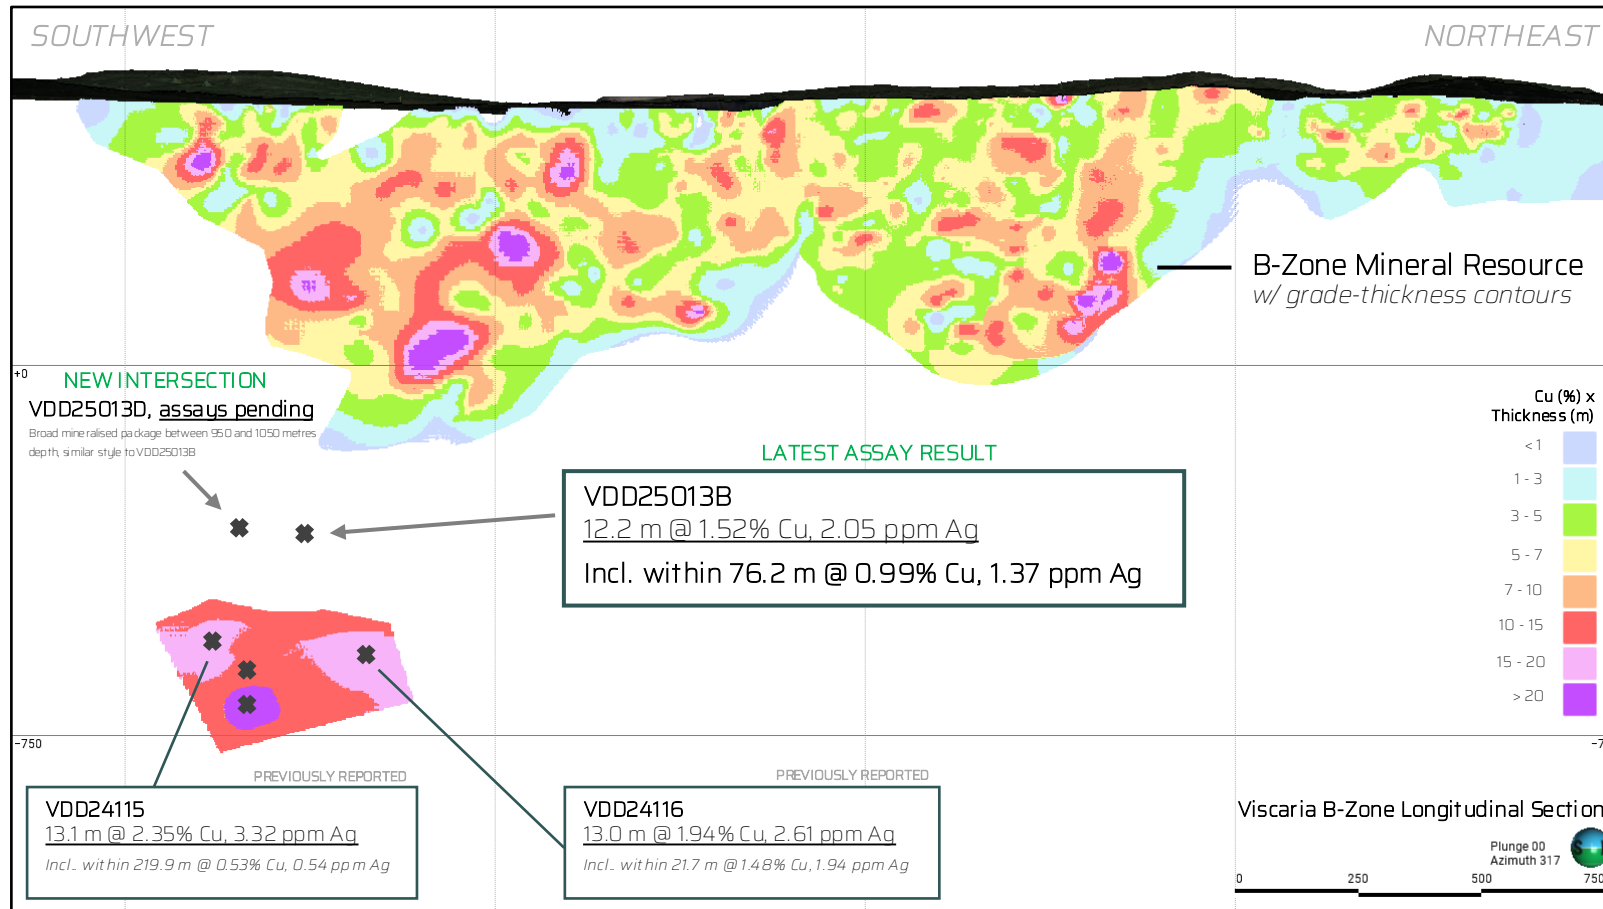 SOUTHWEST
NORTHEAST
B-Zone Mineral Resource
w/ grade-thickness contours
+0
NEW INTERSECTION
VDD25013D, assays pending
Broad mineralised package between 950 and 1050 metres
depth, similar style to VDD25013B
LATEST ASSAY RESULT
VDD25013B
12.2 m @ 1.52% Cu, 2.05 ppm Ag
Incl. within 76.2 m @ 0.99% Cu, 1.37 ppm Ag
Cu (%) x
Thickness (m)
< 1
1 - 3
3 - 5
5 - 7
7 - 10
10 - 15
15 - 20
> 20
-750
-7
PREVIOUSLY REPORTED
VDD24115
13.1 m @ 2.35% Cu, 3.32 ppm Ag
Incl.. within 219.9 m @ 0.53% Cu, 0.54 ppm Ag
PREVIOUSLY REPORTED
VDD24116
13.0 m @ 1.94% Cu, 2.61 ppm Ag
Incl.. within 21.7 m @ 1.48% Cu, 1.94 ppm Ag
Viscaria B-Zone Longitudinal Section
Plunge 00
Azimuth 317
S
0 250 500 750